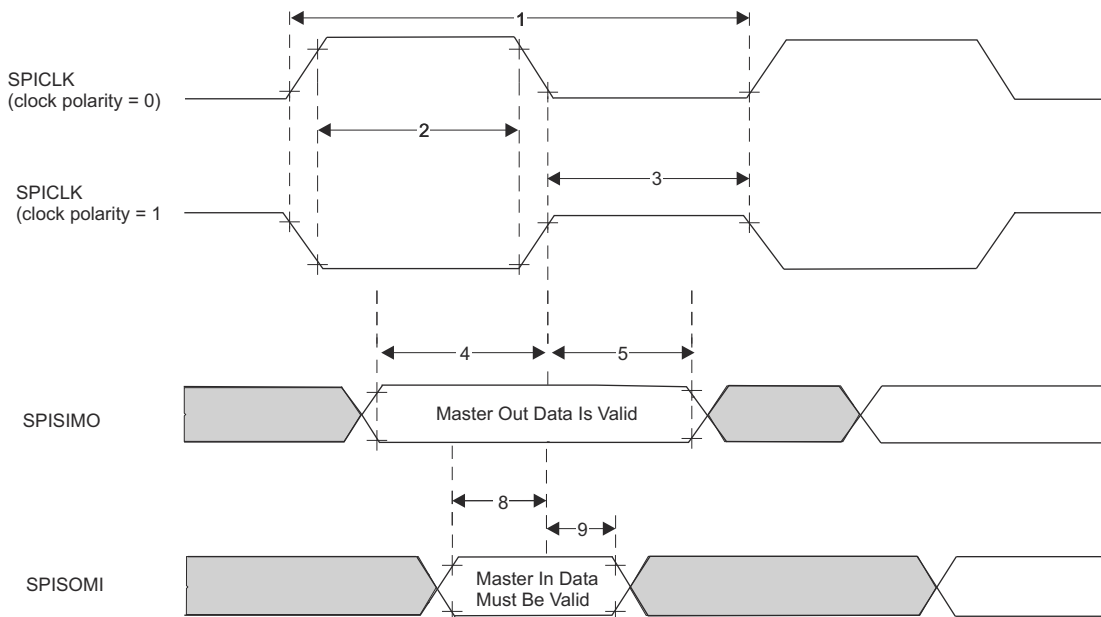 1
SPICLK
(clock polarity = 0)
2
3
SPICLK
(clock polarity = 1
4
5
SPISIMO
Master Out Data Is Valid
8
9
SPISOMI
Master In Data
Must Be Valid